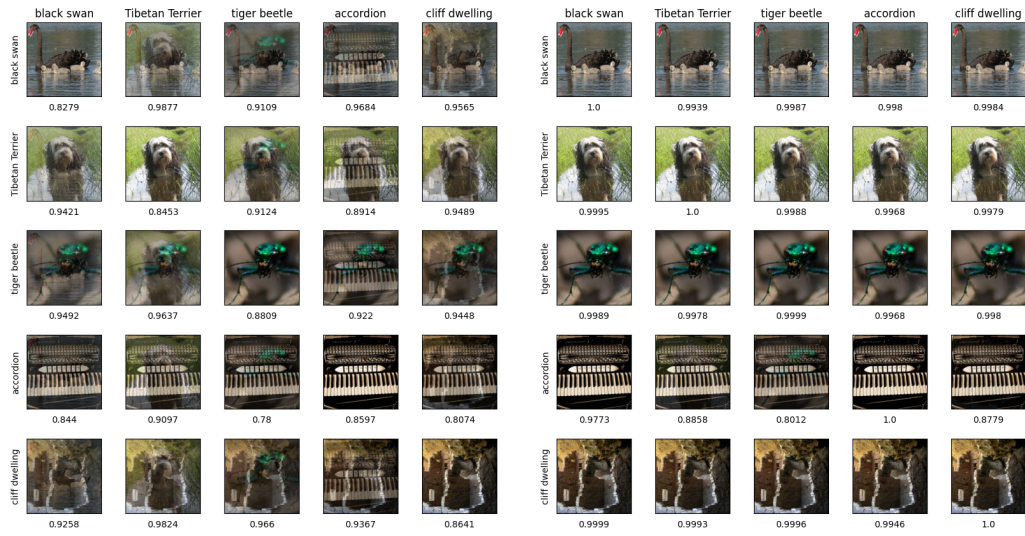 black swan Tibetan Terrier tiger beetle accordion cliff dwelling black swan Tibetan Terrier tiger beetle accordion cliff dwelling
black swan black swan
0.8279 0.9877 0.9109 0.9684 0.9565 1.0 0.9939 0.9987 0.998 0.9984
Tibetan Terrier Tibetan Terrier
0.9421 0.8453 0.9124 0.8914 0.9489 0.9995 1.0 0.9988 0.9968 0.9979
tiger beetle tiger beetle
0.9492 0.9637 0.8809 0.922 0.9448 0.9989 0.9978 0.9999 0.9968 0.998
accordion accordion
0.844 0.9097 0.78 0.8597 0.8074 0.9773 0.8858 0.8012 1.0 0.8779
cliff dwelling cliff dwelling
0.9258 0.9824 0.966 0.9367 0.8641 0.9999 0.9993 0.9996 0.9946 1.0